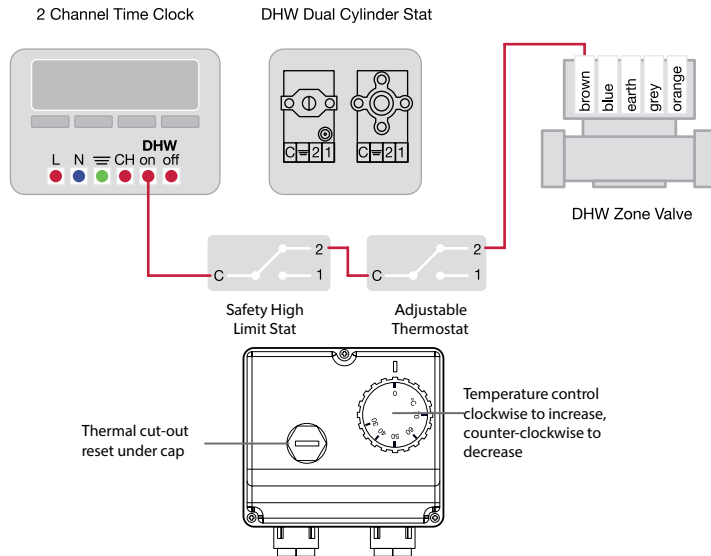 2 Channel Time Clock
DHW Dual Cylinder Stat
DHW
L N CH on off
C 2 1
C 2 1
brown
blue
earth
grey
orange
DHW Zone Valve
C 2
1
C 2
1
Safety High
Limit Stat
Adjustable
Thermostat
Thermal cut-out
reset under cap
0
°C
70
60
50
40
30
Temperature control
clockwise to increase,
counter-clockwise to
decrease